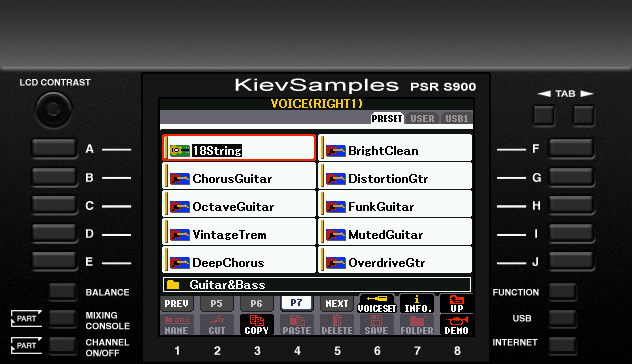 LCD CONTRAST
KievSamples PSR S900
TAB
VOICE(RIGHT1)
PRESET USER USB1
A 18String BrightClean F
B ChorusGuitar DistortionGtr G
C OctaveGuitar FunkGuitar H
D VintageTrem MutedGuitar I
E DeepChorus OverdriveGtr J
Guitar&Bass
BALANCE
FUNCTION
PREV P5 P6 P7 NEXT VOICESET INFO. UP
PART MIXING CONSOLE
USB
NAME CUT COPY PASTE DELETE SAVE FOLDER DEMO
PART CHANNEL ON/OFF
INTERNET
1 2 3 4 5 6 7 8